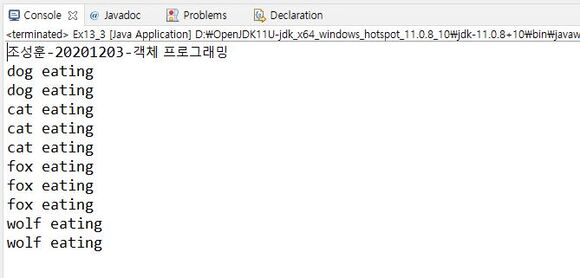 Console @ Javadoc Problems Declaration
<terminated> Ex13_3 [Java Application] D:₩OpenJDK11U-jdk_x64_windows_hotspot_11.0.8_10₩jdk-11.0.8+10₩bin₩javaw
조성훈-20201203-객체 프로그래밍
dog eating
dog eating
cat eating
cat eating
cat eating
fox eating
fox eating
fox eating
wolf eating
wolf eating